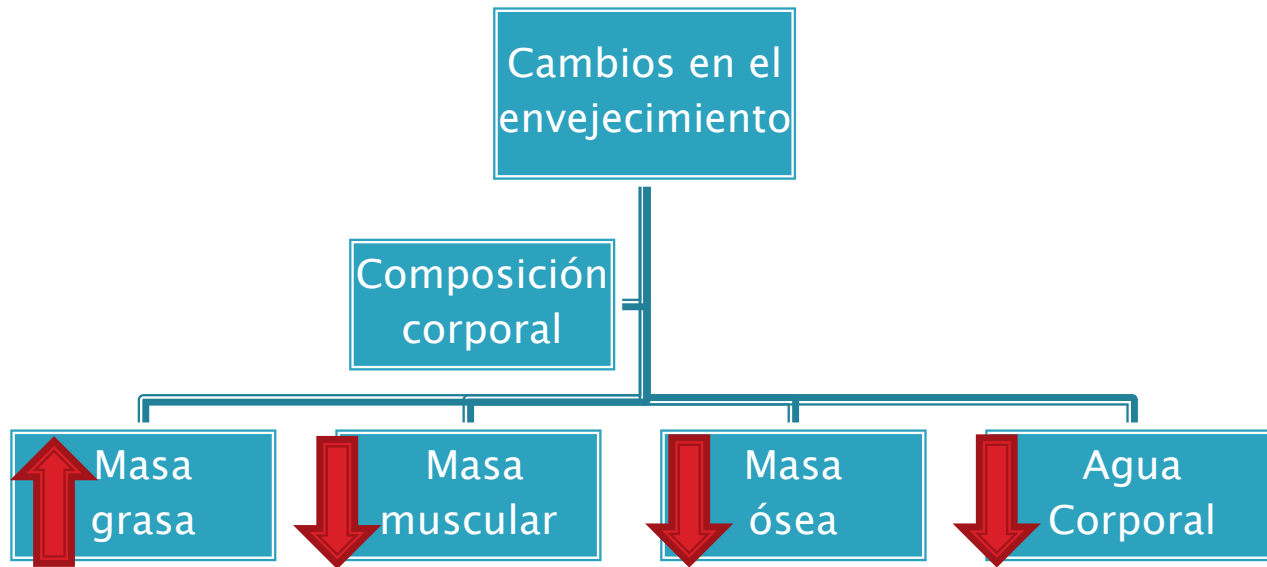 Cambios en el
envejecimiento
Composición
corporal
Masa
grasa
Masa
muscular
Masa
ósea
Agua
Corporal